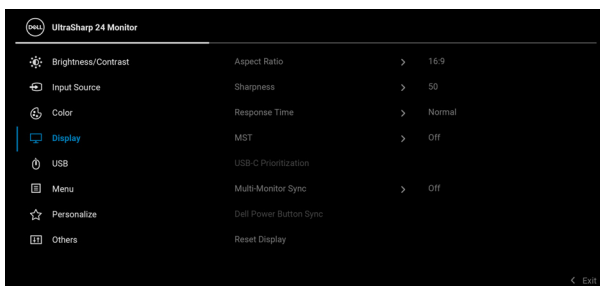 DELL UltraSharp 24 Monitor
Brightness/Contrast Aspect Ratio > 16:9
Input Source Sharpness > 50
Color Response Time > Normal
Display MST > Off
USB USB-C Prioritization
Menu Multi-Monitor Sync > Off
Personalize Dell Power Button Sync
Others Reset Display
< Exit